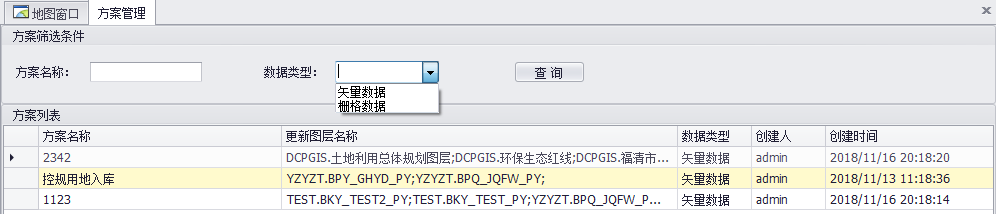 地图窗口 方案管理
方案筛选条件
方案名称： 数据类型： 查 询
矢量数据
栅格数据
方案列表
方案名称 更新图层名称 数据类型 创建人 创建时间
2342 DCPGIS.土地利用总体规划图层;DCPGIS.环保生态红线;DCPGIS.福清市... 矢量数据 admin 2018/11/16 20:18:20
控规用地入库 YZYZT.BPY_GHYD_PY;YZYZT.BPQ_JQFW_PY; 矢量数据 admin 2018/11/13 11:18:36
1123 TEST.BKY_TEST2_PY;TEST.BKY_TEST_PY;YZYZT.BPQ_JQFW_P... 矢量数据 admin 2018/11/16 20:18:14